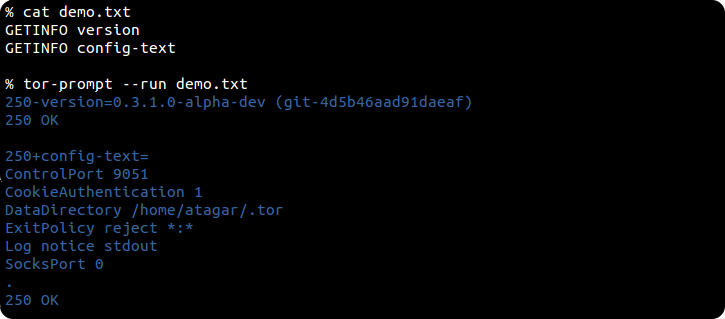 % cat demo.txt
GETINFO version
GETINFO config-text
% tor-prompt --run demo.txt
250-version=0.3.1.0-alpha-dev (git-4d5b46aad91daeaf)
250 OK
250+config-text=
ControlPort 9051
CookieAuthentication 1
DataDirectory /home/atagar/.tor
ExitPolicy reject *:*
Log notice stdout
SocksPort 0
.
250 OK